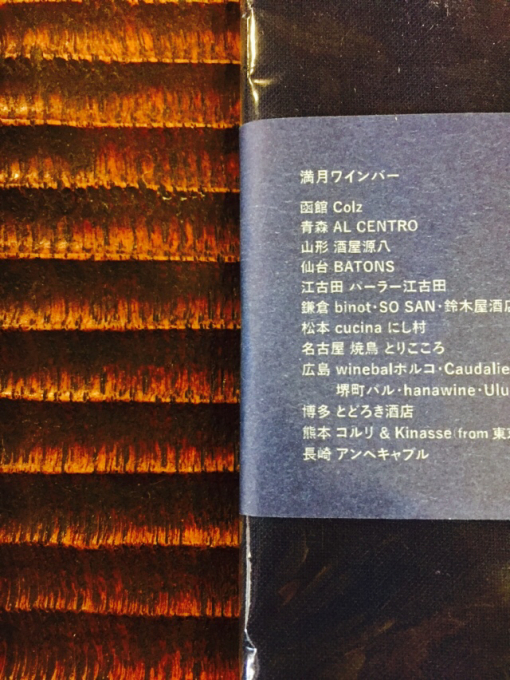 満月ワインバー
函館 Colz
青森 AL CENTRO
山形 酒屋源八
仙台 BATONS
江古田 パーラー江古田
鎌倉 binot・SO SAN・鈴木屋酒店
松本 cucina にし村
名古屋 焼鳥 とりこころ
広島 winebalホルコ・Caudalie
堺町バル・hanawine・Ulu
博多 とどろき酒店
熊本 コルリ & Kinasse (from 東京
長崎 アンペキャブル